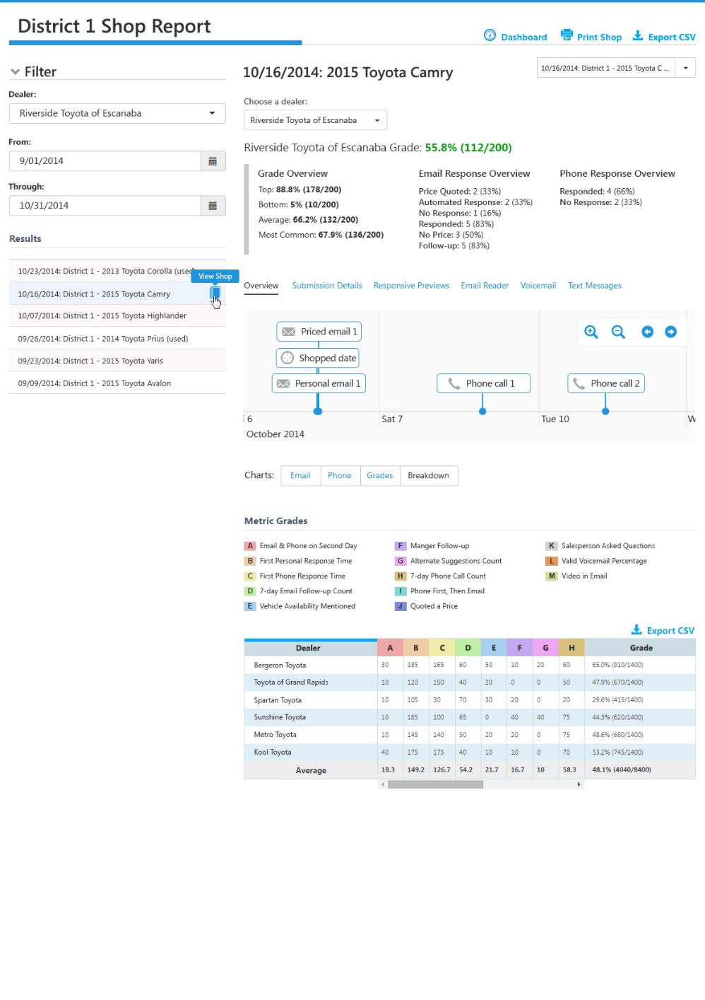 District 1 Shop Report
Dashboard Print Shop Export CSV
Filter
Dealer:
Riverside Toyota of Escanaba
From:
9/01/2014
Through:
10/31/2014
Results
10/23/2014: District 1 - 2013 Toyota Corolla (used
View Shop
10/16/2014: District 1 - 2015 Toyota Camry
10/07/2014: District 1 - 2015 Toyota Highlander
09/26/2014: District 1 - 2014 Toyota Prius (used)
09/23/2014: District 1 - 2015 Toyota Yaris
09/09/2014: District 1 - 2015 Toyota Avalon
10/16/2014: 2015 Toyota Camry
10/16/2014: District 1 - 2015 Toyota C ...
Choose a dealer:
Riverside Toyota of Escanaba
Riverside Toyota of Escanaba Grade: 55.8% (112/200)
Grade Overview
Top: 88.8% (178/200)
Bottom: 5% (10/200)
Average: 66.2% (132/200)
Most Common: 67.9% (136/200)
Email Response Overview
Price Quoted: 2 (33%)
Automated Response: 2 (33%)
No Response: 1 (16%)
Responded: 5 (83%)
No Price: 3 (50%)
Follow-up: 5 (83%)
Phone Response Overview
Responded: 4 (66%)
No Response: 2 (33%)
Overview Submission Details Responsive Previews Email Reader Voicemail Text Messages
Priced email 1
Shopped date
Personal email 1 Phone call 1 Phone call 2
i 6 Sat 7 Tue 10 W
October 2014
Charts: Email Phone Grades Breakdown
Metric Grades
A Email & Phone on Second Day
B First Personal Response Time
C First Phone Response Time
D 7-day Email Follow-up Count
E Vehicle Availability Mentioned
F Manger Follow-up
G Alternate Suggestions Count
H 7-day Phone Call Count
I Phone First, Then Email
J Quoted a Price
K Salesperson Asked Questions
L Valid Voicemail Percentage
M Video in Email
Export CSV
Dealer A B C D E F G H Grade
Bergeron Toyota 30 185 165 60 50 10 20 60 65.0% (910/1400)
Toyota of Grand Rapids 10 120 150 40 20 0 0 50 47.9% (670/1400)
Spartan Toyota 10 105 30 70 30 20 0 20 29.6% (415/1400)
Sunshine Toyota 10 165 100 65 0 40 40 75 44.3% (620/1400)
Metro Toyota 10 145 140 50 20 20 0 75 48.6% (680/1400)
Kool Toyota 40 175 175 40 10 10 0 70 53.2% (745/1400)
Average 18.3 149.2 126.7 54.2 21.7 16.7 10 58.3 48.1% (4040/8400)